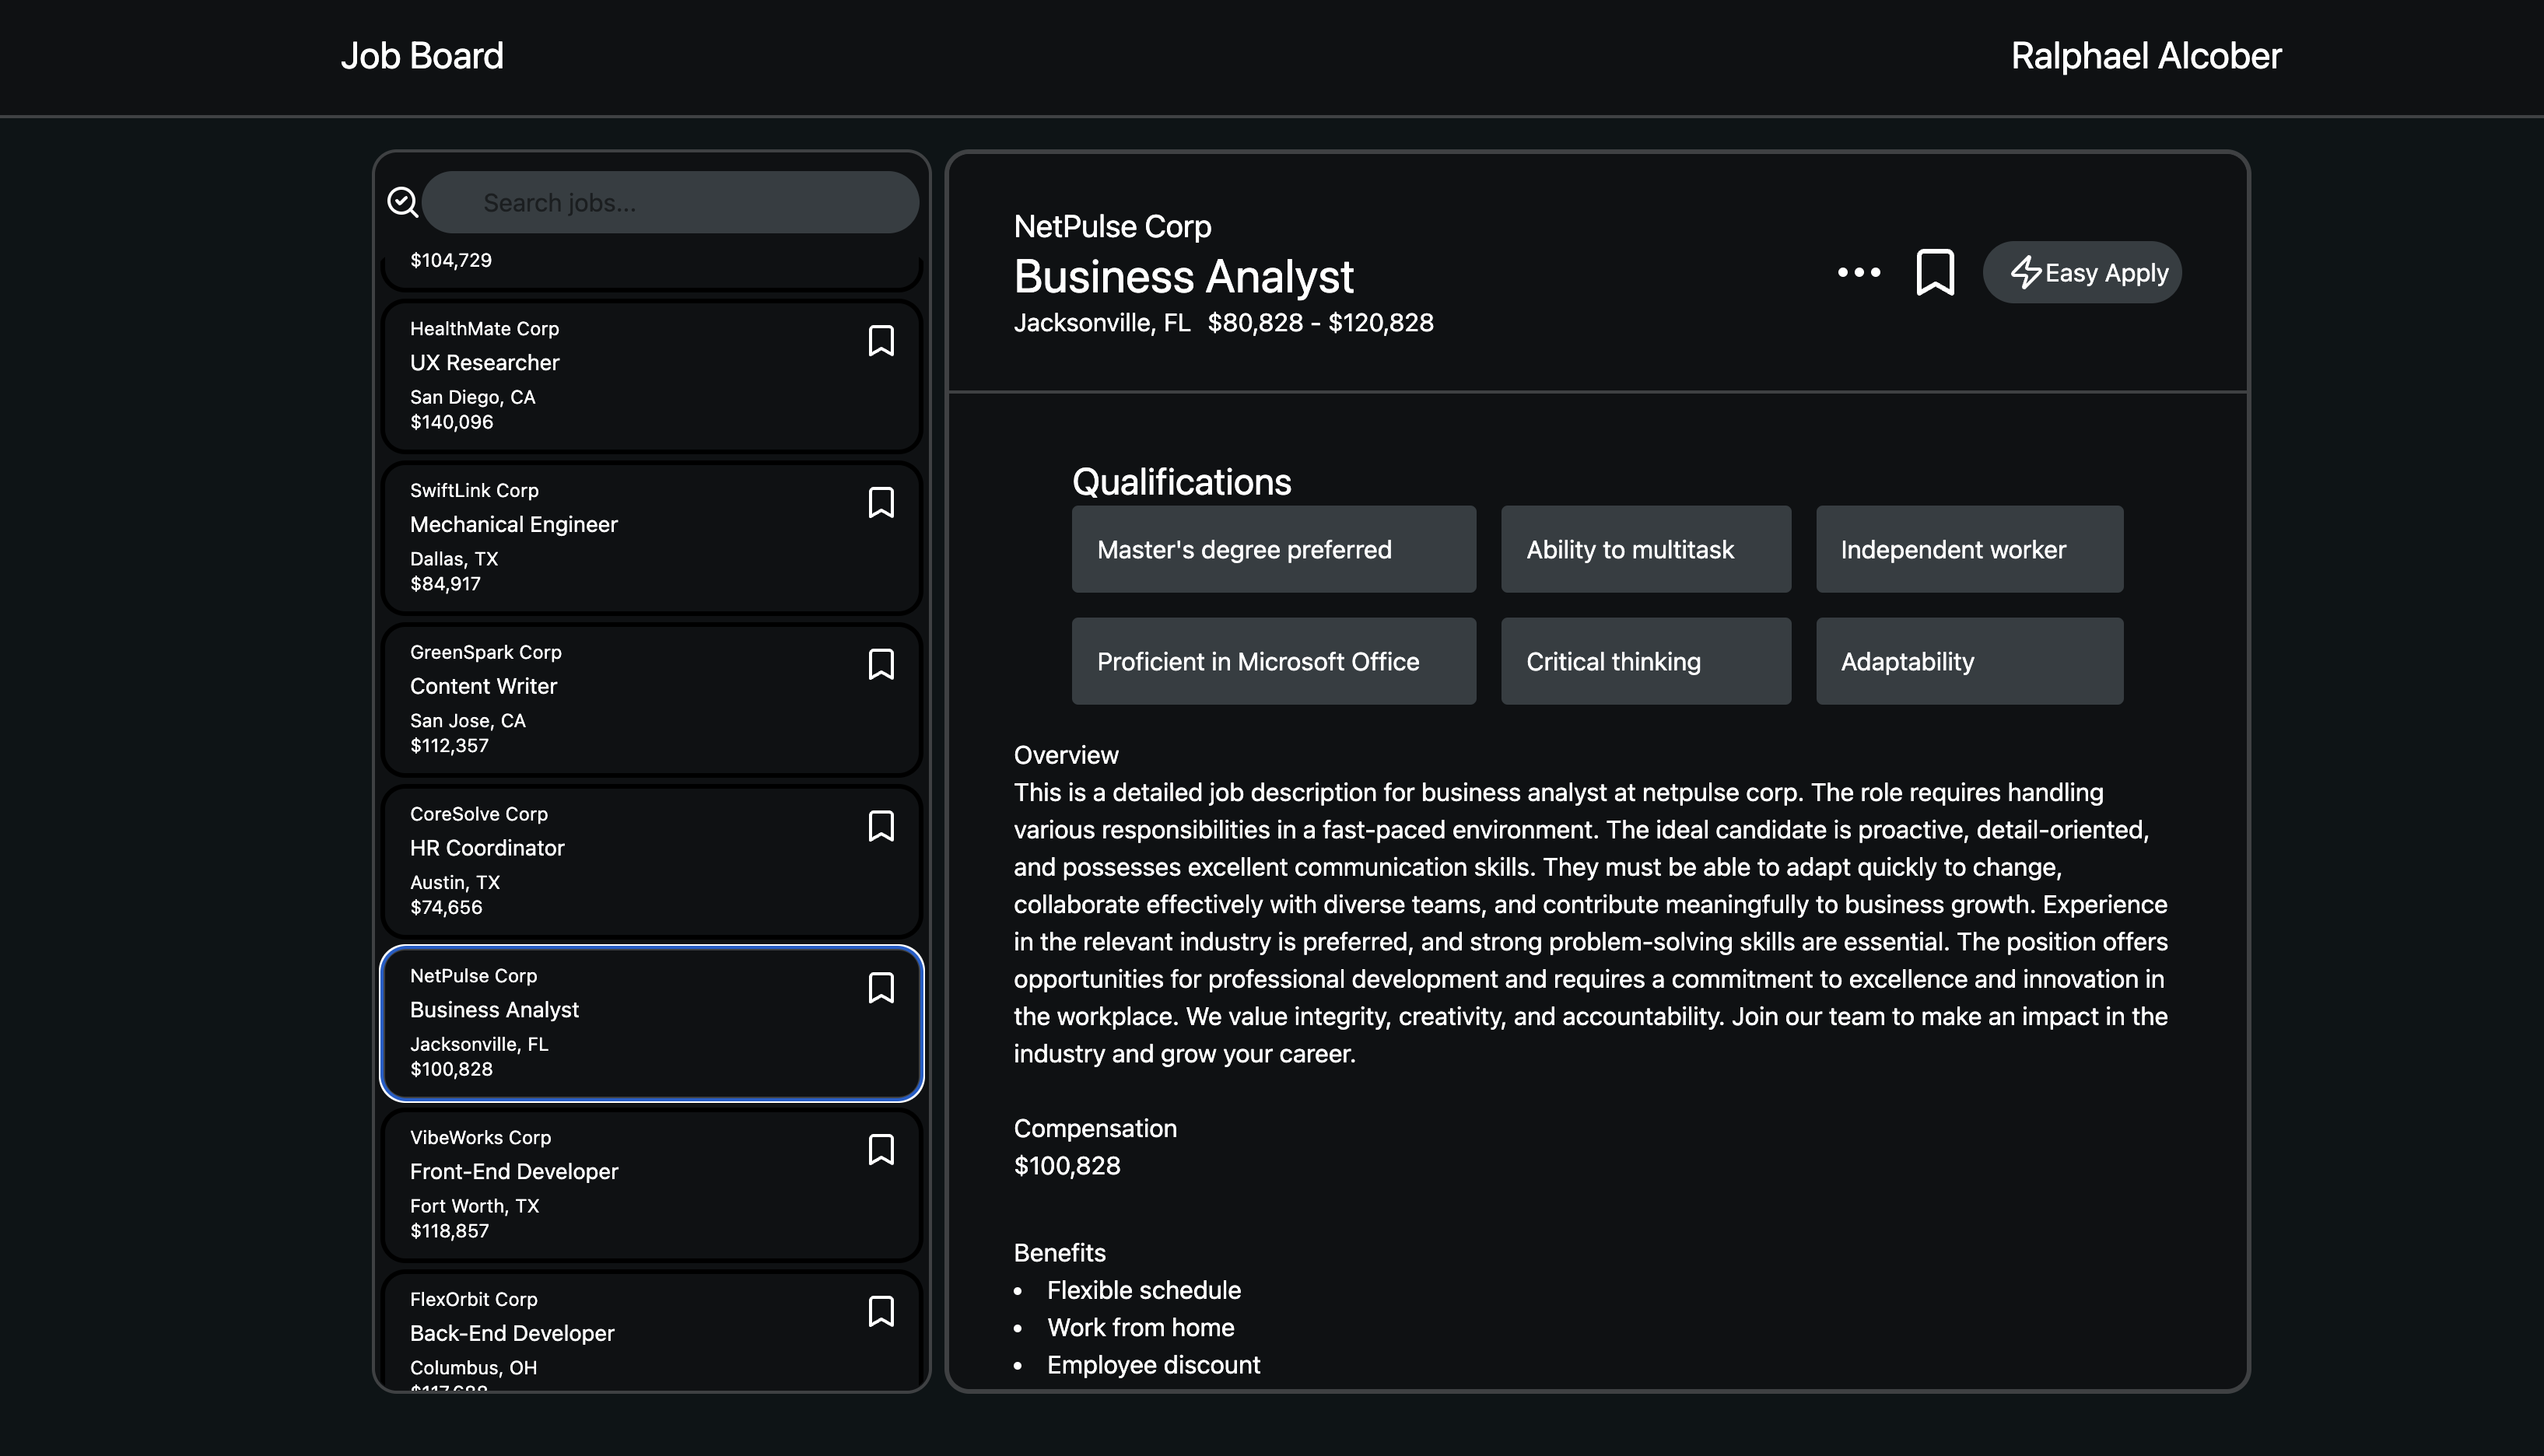 Job Board
Ralphael Alcober
Search jobs...
$104,729
HealthMate Corp
UX Researcher
San Diego, CA
$140,096
SwiftLink Corp
Mechanical Engineer
Dallas, TX
$84,917
GreenSpark Corp
Content Writer
San Jose, CA
$112,357
CoreSolve Corp
HR Coordinator
Austin, TX
$74,656
NetPulse Corp
Business Analyst
Jacksonville, FL
$100,828
VibeWorks Corp
Front-End Developer
Fort Worth, TX
$118,857
FlexOrbit Corp
Back-End Developer
Columbus, OH
NetPulse Corp
Business Analyst
Jacksonville, FL $80,828 - $120,828
Easy Apply
Qualifications
Master's degree preferred
Ability to multitask
Independent worker
Proficient in Microsoft Office
Critical thinking
Adaptability
Overview
This is a detailed job description for business analyst at netpulse corp. The role requires handling
various responsibilities in a fast-paced environment. The ideal candidate is proactive, detail-oriented,
and possesses excellent communication skills. They must be able to adapt quickly to change,
collaborate effectively with diverse teams, and contribute meaningfully to business growth. Experience
in the relevant industry is preferred, and strong problem-solving skills are essential. The position offers
opportunities for professional development and requires a commitment to excellence and innovation in
the workplace. We value integrity, creativity, and accountability. Join our team to make an impact in the
industry and grow your career.
Compensation
$100,828
Benefits
• Flexible schedule
• Work from home
• Employee discount